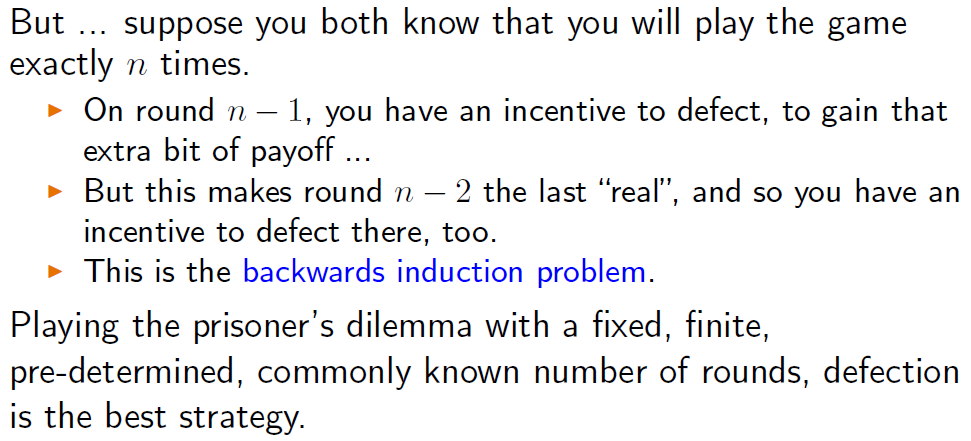 But ... suppose you both know that you will play the game
exactly n times.
▶ On round n − 1, you have an incentive to defect, to gain that
extra bit of payoff ...
▶ But this makes round n − 2 the last “real”, and so you have an
incentive to defect there, too.
▶ This is the backwards induction problem.
Playing the prisoner’s dilemma with a fixed, finite,
pre-determined, commonly known number of rounds, defection
is the best strategy.